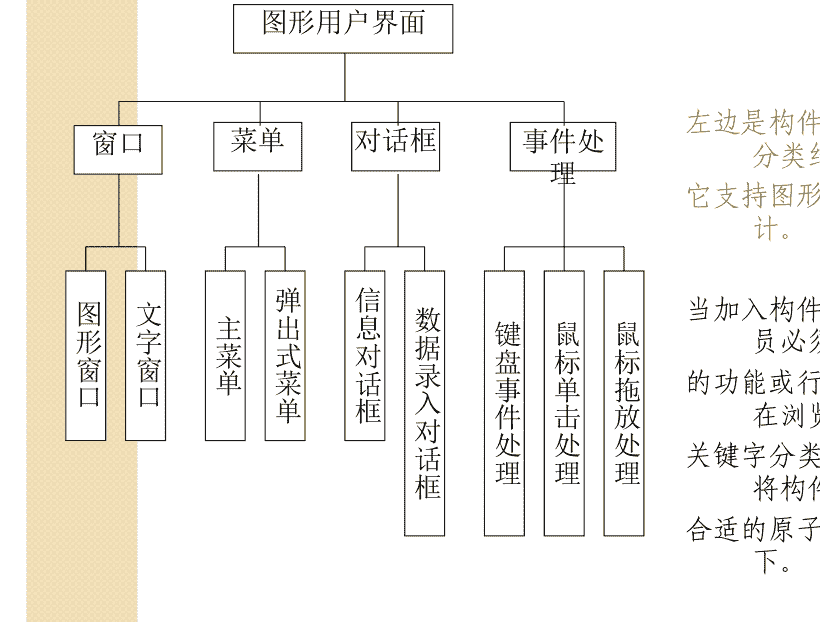 图形用户界面
窗口
菜单
对话框
事件处
理
图形窗口
文字窗口
主菜单
弹出式菜单
信息对话框
数据录入对话框
键盘事件处理
鼠标单击处理
鼠标拖放处理
左边是构件
分类
它支持图形
计。
当加入构件
员必须
的功能或行
在浏览
关键字分类
将构件
合适的原子
下。